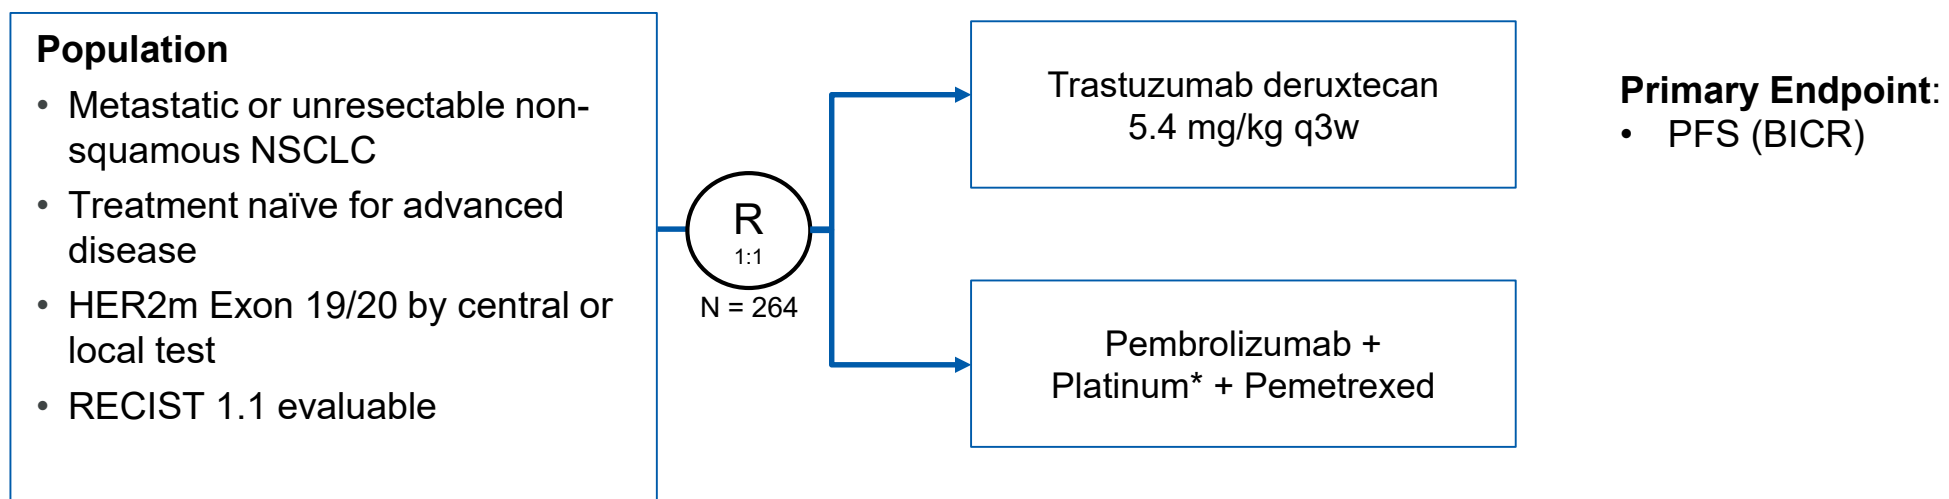 Population
• Metastatic or unresectable non-
squamous NSCLC
• Treatment naïve for advanced
disease
• HER2m Exon 19/20 by central or
local test
• RECIST 1.1 evaluable
R
1:1
N = 264
Trastuzumab deruxtecan
5.4 mg/kg q3w
Pembrolizumab +
Platinum* + Pemetrexed
Primary Endpoint:
• PFS (BICR)